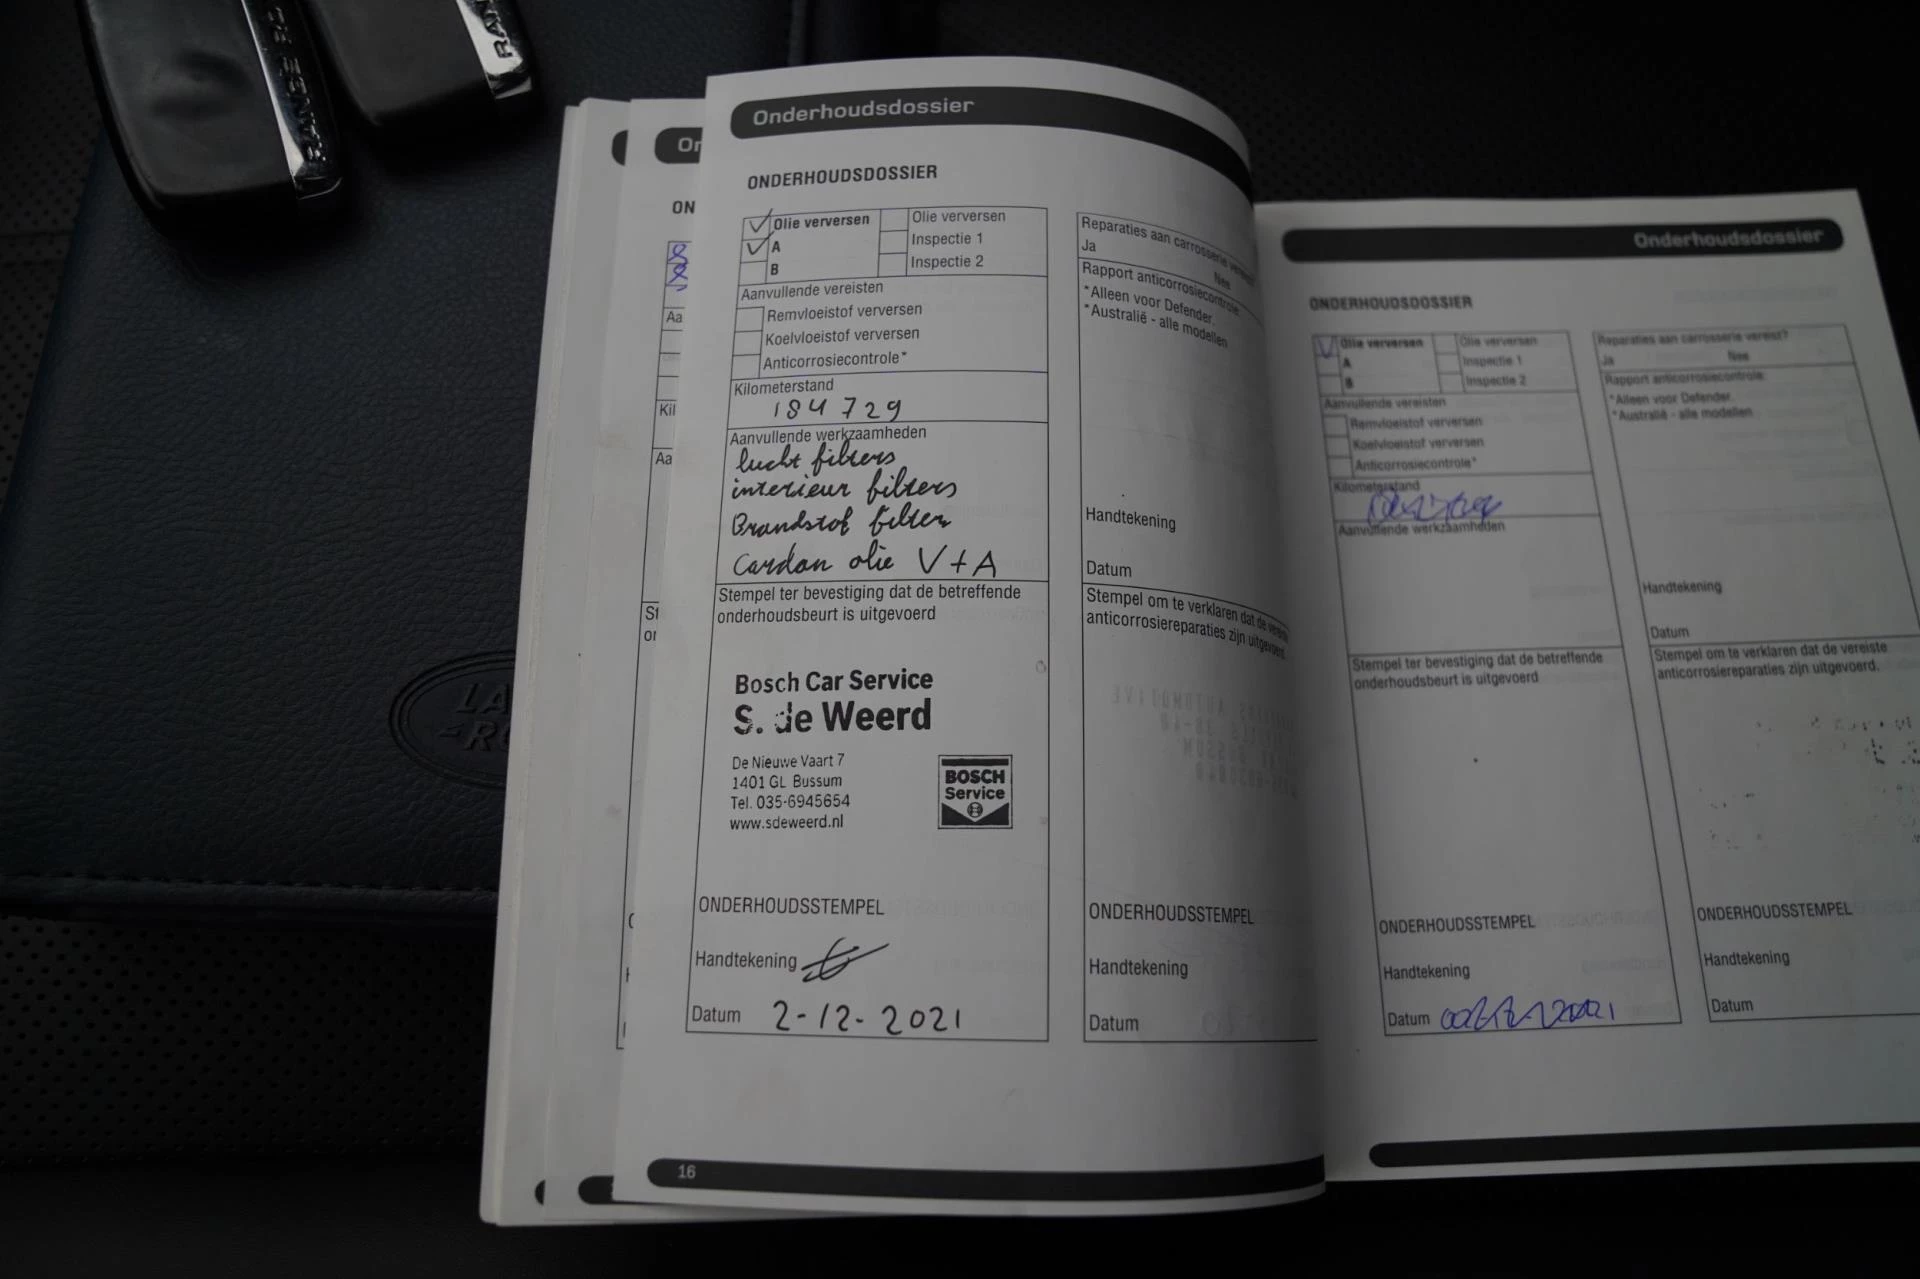 RANGE
Onderhoudsdossier
ONDERHOUDSDOSSIER
Olie verversen
A
B
Olie verversen
Inspectie 1
Inspectie 2
Aanvullende vereisten
Remvloeistof verversen
Koelvloeistof verversen
Anticorrosiecontrole*
Kilometerstand
184 729
Aanvullende werkzaamheden
lucht filters
interieur filters
Brandstof filter
Cardan olie V+A
Stempel ter bevestiging dat de betreffende
onderhoudsbeurt is uitgevoerd
Bosch Car Service
S. de Weerd
De Nieuwe Vaart 7
1401 GL Bussum
Tel. 035-6945654
www.sdeweerd.nl
BOSCH
Service
ONDERHOUDSSTEMPEL
Handtekening
Datum 2-12-2021
16
Reparaties aan carrosserie
Ja
Nee
Rapport anticorrosiecontrole
*Alleen voor Defender.
*Australië - alle modellen
Handtekening
Datum
Stempel om te verklaren dat de
anticorrosiereparaties zijn uitgevoerd.
ONDERHOUDSSTEMPEL
Handtekening
Datum
Onderhoudsdossier
ONDERHOUDSDOSSIER
Olie verversen
A
B
Olie verversen
Inspectie 1
Inspectie 2
Aanvullende vereisten
Remvloeistof verversen
Koelvloeistof verversen
Anticorrosiecontrole*
Kilometerstand
Aanvullende werkzaamheden
Stempel ter bevestiging dat de betreffende
onderhoudsbeurt is uitgevoerd
ONDERHOUDSSTEMPEL
Handtekening
Datum
Reparaties aan carrosserie vereist?
Ja
Nee
Rapport anticorrosiecontrole
*Alleen voor Defender.
*Australië - alle modellen
Handtekening
Datum
Stempel om te verklaren dat de vereiste
anticorrosiereparaties zijn uitgevoerd.
ONDERHOUDSSTEMPEL
Handtekening
Datum